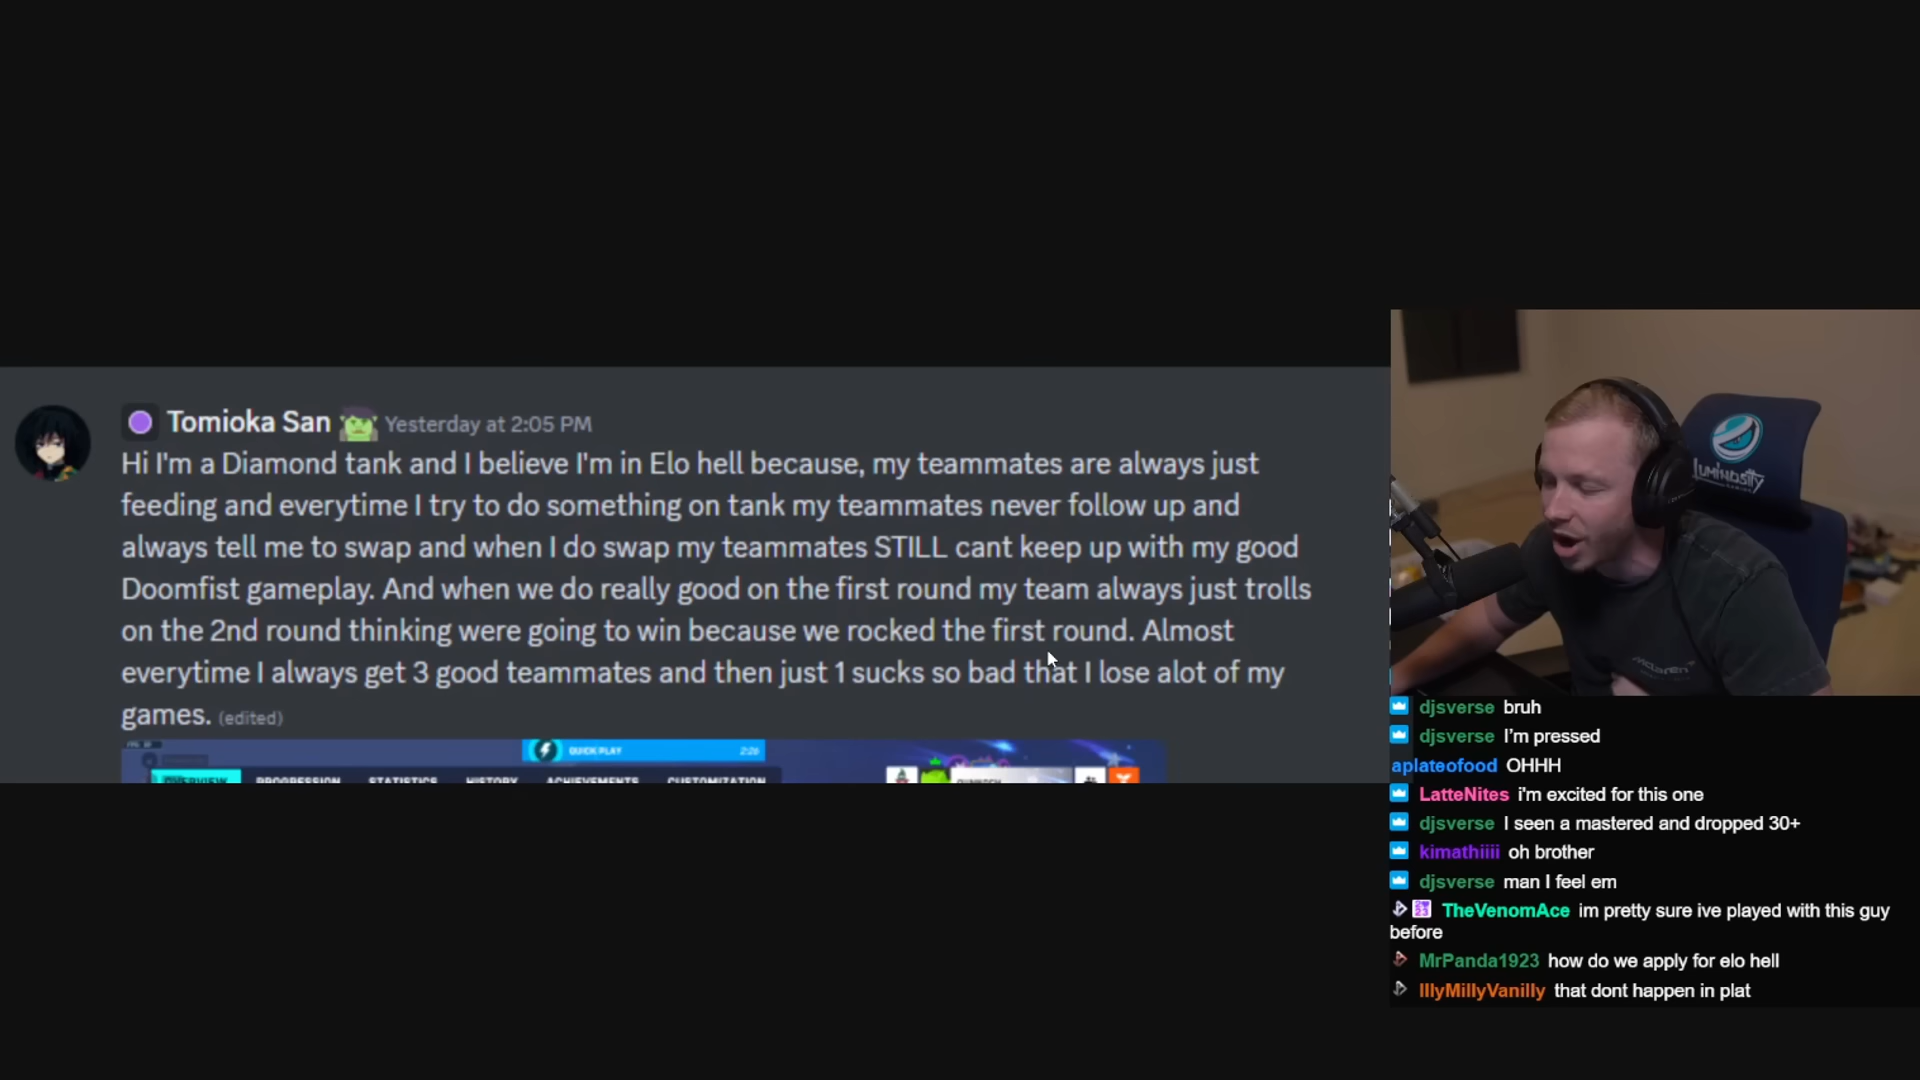 Tomioka San Yesterday at 2:05 PM
Hi I'm a Diamond tank and I believe I'm in Elo hell because, my teammates are always just
feeding and everytime I try to do something on tank my teammates never follow up and
always tell me to swap and when I do swap my teammates STILL cant keep up with my good
Doomfist gameplay. And when we do really good on the first round my team always just trolls
on the 2nd round thinking were going to win because we rocked the first round. Almost
everytime I always get 3 good teammates and then just 1 sucks so bad that I lose alot of my
games. (edited)
QUICK PLAY 2:26
OVERVIEW PROGRESSION STATISTICS HISTORY ACHIEVEMENTS CUSTOMIZATION
LUMINOSITY
djsverse bruh
djsverse I'm pressed
aplateofood OHHH
LatteNites i'm excited for this one
djsverse I seen a mastered and dropped 30+
kimathiiii oh brother
djsverse man I feel em
TheVenomAce im pretty sure ive played with this guy
before
MrPanda1923 how do we apply for elo hell
IllyMillyVanilly that dont happen in plat